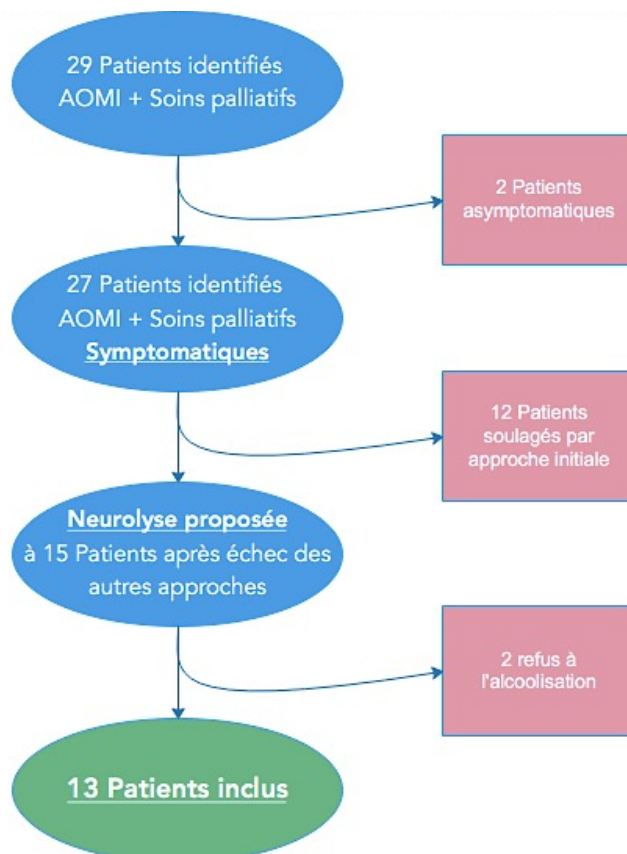 29 Patients identifiés
AOMI + Soins palliatifs
2 Patients
asymptomatiques
27 Patients identifiés
AOMI + Soins palliatifs
Symptomatiques
12 Patients
soulagés par
approche initiale
Neurolyse proposée
à 15 Patients après échec des
autres approches
2 refus à
l'alcoolisation
13 Patients inclus